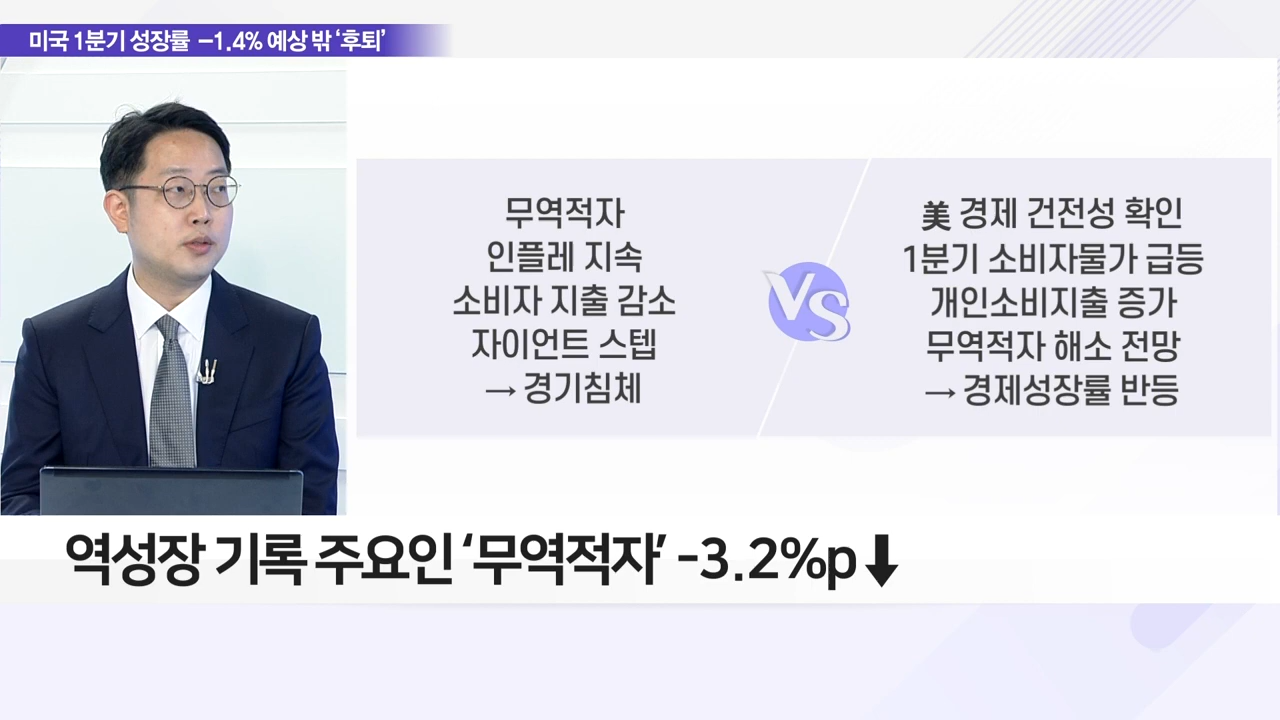 미국 1분기 성장률 -1.4% 예상 밖 ‘후퇴’
무역적자
인플레 지속
소비자 지출 감소
자이언트 스텝
→ 경기침체
VS
美 경제 건전성 확인
1분기 소비자물가 급등
개인소비지출 증가
무역적자 해소 전망
→ 경제성장률 반등
역성장 기록 주요인 ‘무역적자’ -3.2%p⬇